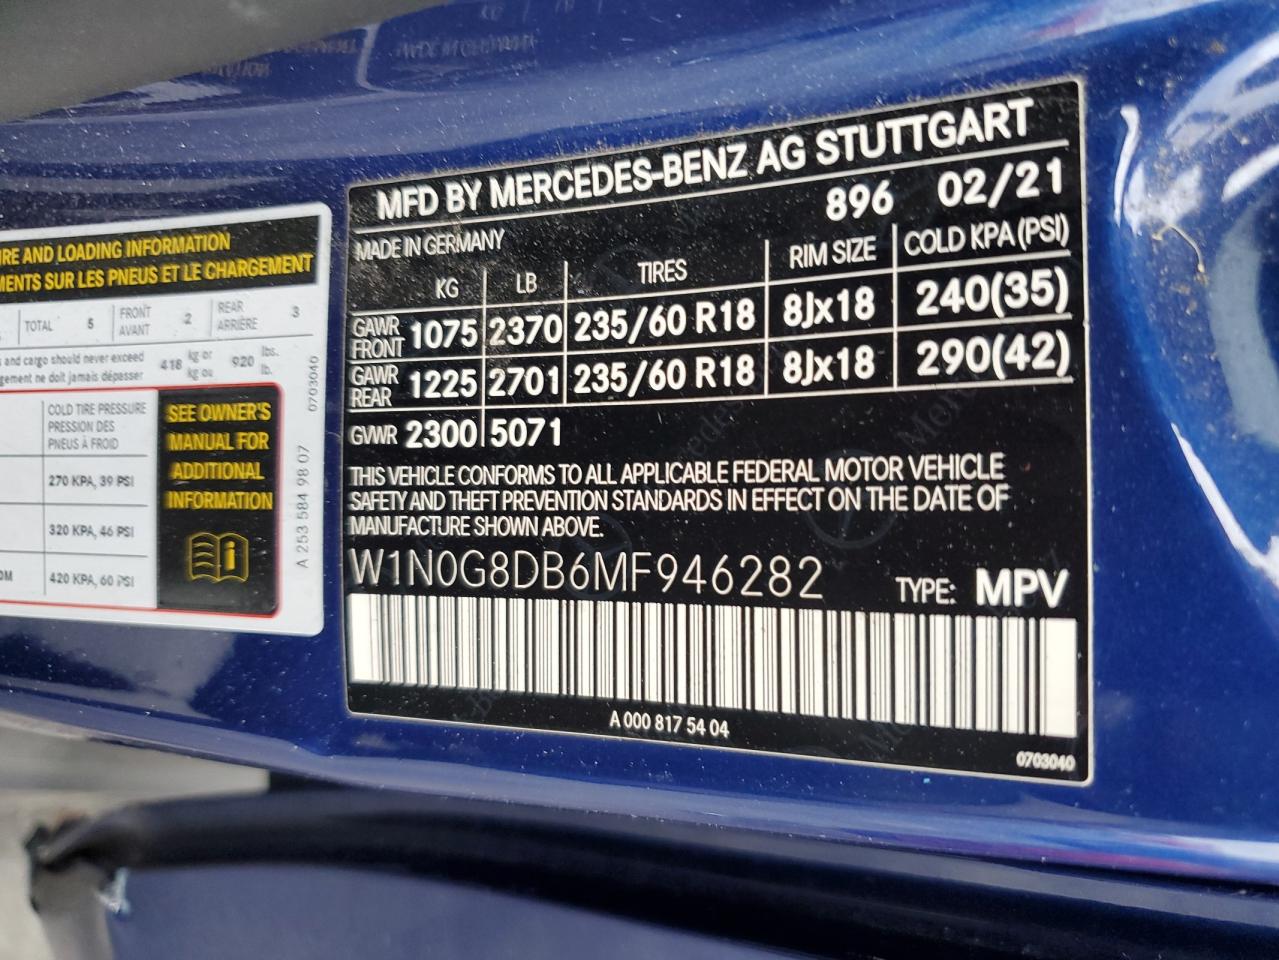 IRE AND LOADING INFORMATION
MENTS SUR LES PNEUS ET LE CHARGEMENT
TOTAL 5 FRONT AVANT 2 REAR ARRIÈRE 3
s and cargo should never exceed 418 kg or 920 lbs.
gement ne doit jamais dépasser kg ou lb.
COLD TIRE PRESSURE
PRESSION DES
PNEUS À FROID
270 KPA, 39 PSI
320 KPA, 46 PSI
420 KPA, 60 PSI
SEE OWNER'S
MANUAL FOR
ADDITIONAL
INFORMATION
0703040
A 253 584 98 07
MFD BY MERCEDES-BENZ AG STUTTGART
896 02/21
MADE IN GERMANY
KG LB TIRES RIM SIZE COLD KPA (PSI)
GAWR FRONT 1075 2370 235/60 R18 8Jx18 240(35)
GAWR REAR 1225 2701 235/60 R18 8Jx18 290(42)
GVWR 2300 5071
THIS VEHICLE CONFORMS TO ALL APPLICABLE FEDERAL MOTOR VEHICLE
SAFETY AND THEFT PREVENTION STANDARDS IN EFFECT ON THE DATE OF
MANUFACTURE SHOWN ABOVE.
W1N0G8DB6MF946282 TYPE: MPV
A 000 817 54 04
0703040